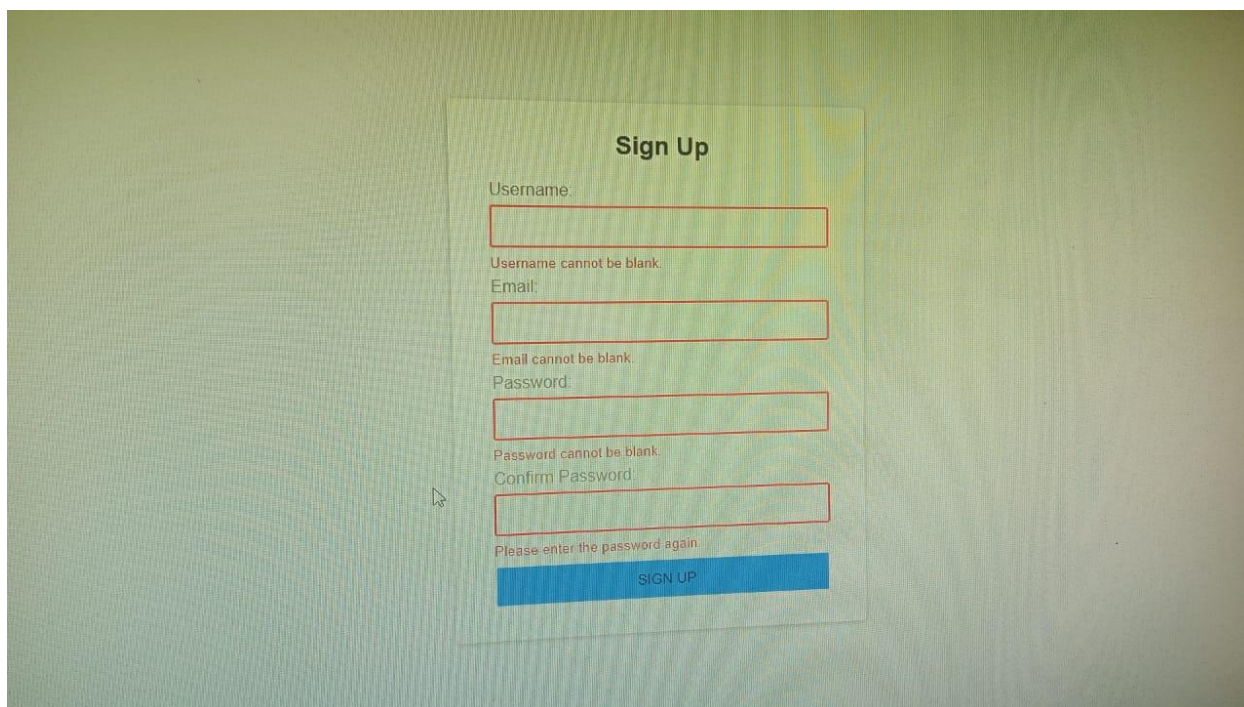 Sign Up
Username:
Username cannot be blank.
Email:
Email cannot be blank.
Password:
Password cannot be blank.
Confirm Password:
Please enter the password again.
SIGN UP